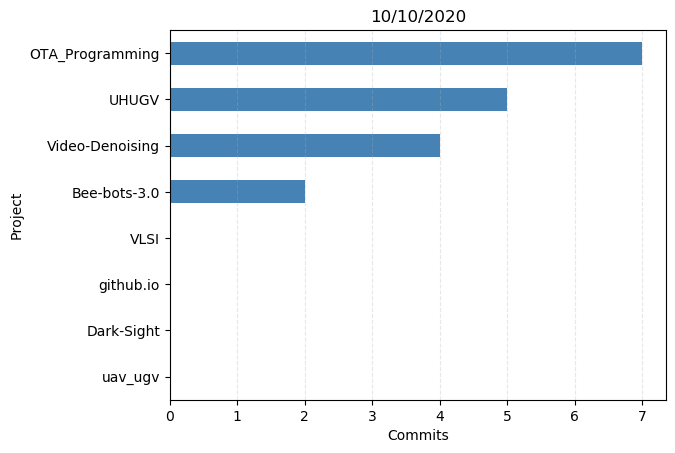 10/10/2020
OTA_Programming
UHUGV
Video-Denoising
Bee-bots-3.0
VLSI
github.io
Dark-Sight
uav_ugv
Project
0 1 2 3 4 5 6 7
Commits